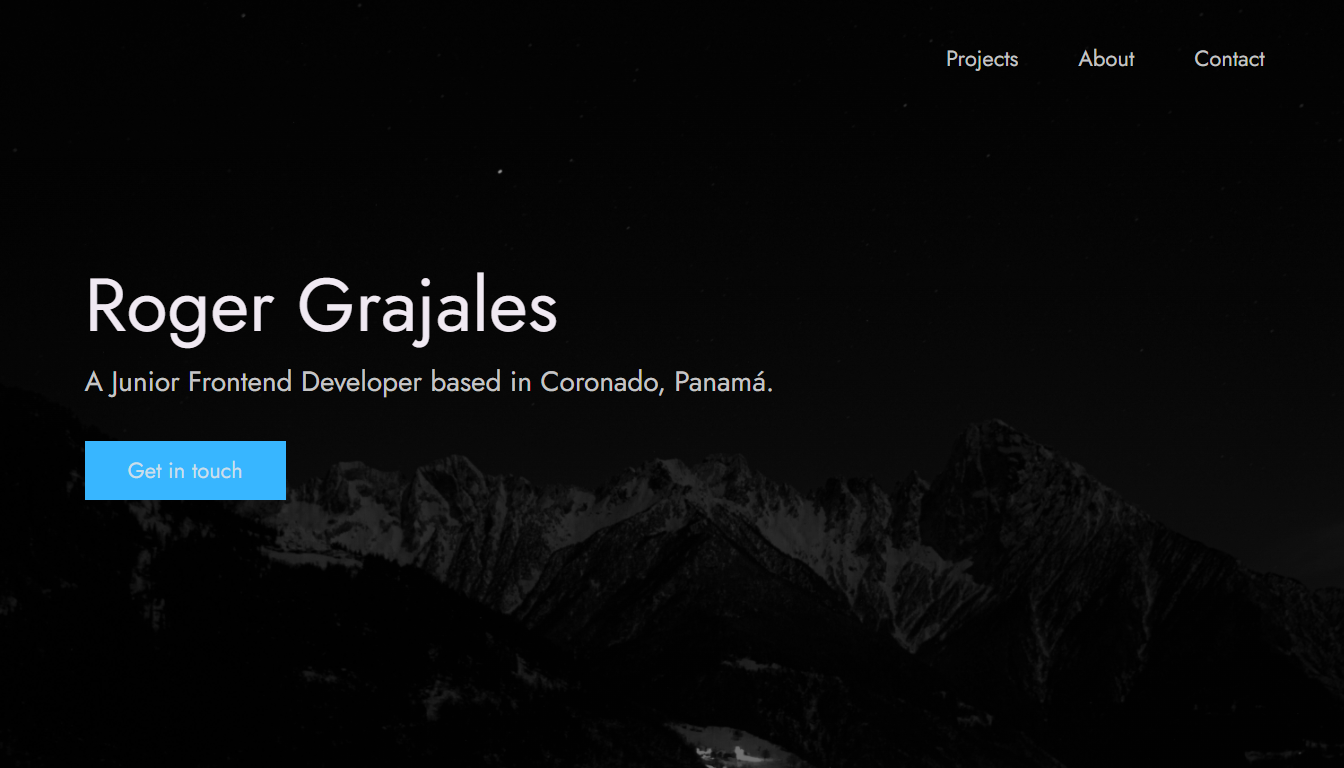 Projects About Contact
Roger Grajales
A Junior Frontend Developer based in Coronado, Panamá.
Get in touch